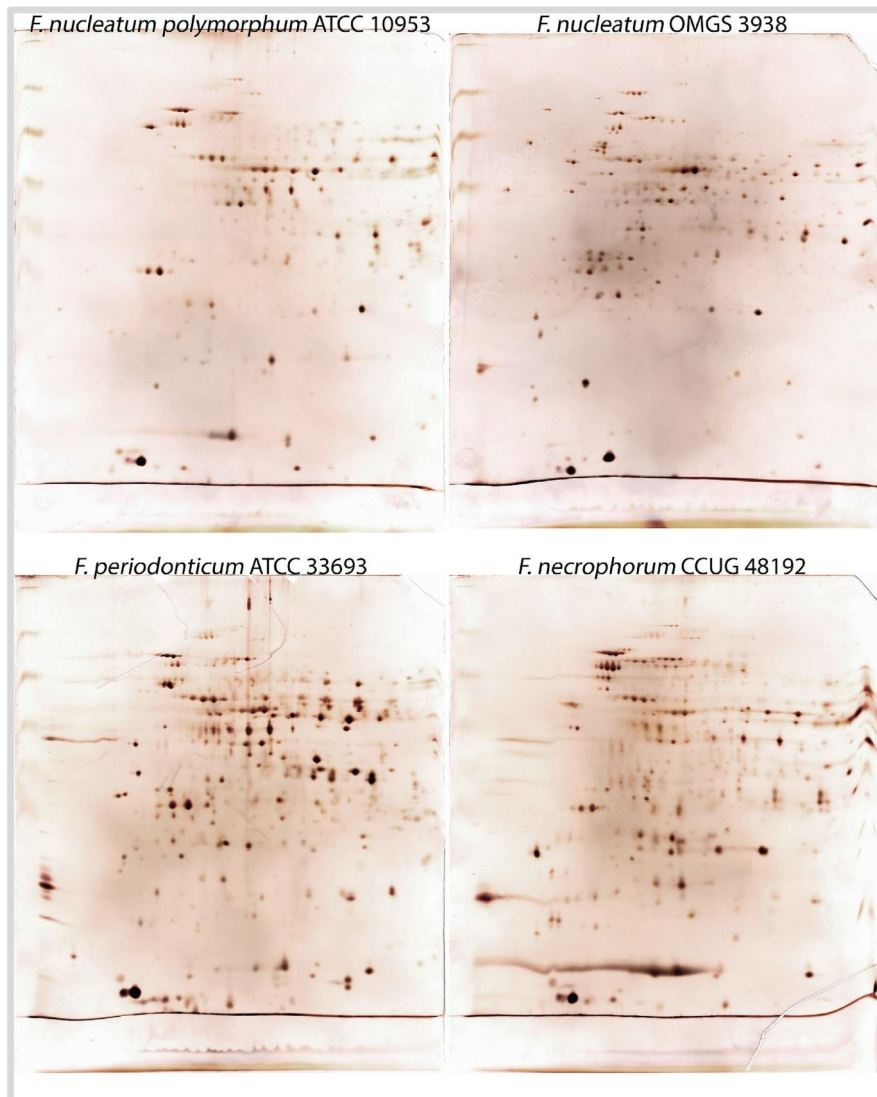 F. nucleatum polymorphum ATCC 10953
F. nucleatum OMGS 3938
F. periodonticum ATCC 33693
F. necrophorum CCUG 48192